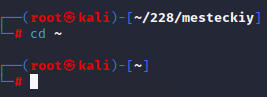 ┌──(root㉿kali)-[~/228/mesteckiy]
└─# cd ~
┌──(root㉿kali)-[~]
└─#